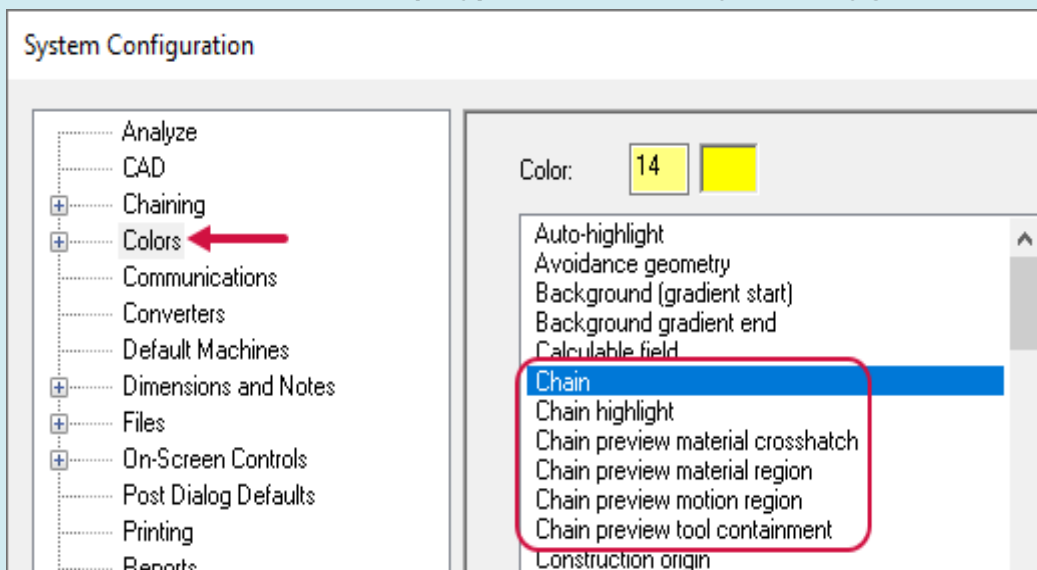 System Configuration
Analyze
CAD
Chaining
Colors
Communications
Converters
Default Machines
Dimensions and Notes
Files
On-Screen Controls
Post Dialog Defaults
Printing
Reports
Color: 14
Auto-highlight
Avoidance geometry
Background (gradient start)
Background gradient end
Calculable field
Chain
Chain highlight
Chain preview material crosshatch
Chain preview material region
Chain preview motion region
Chain preview tool containment
Construction origin